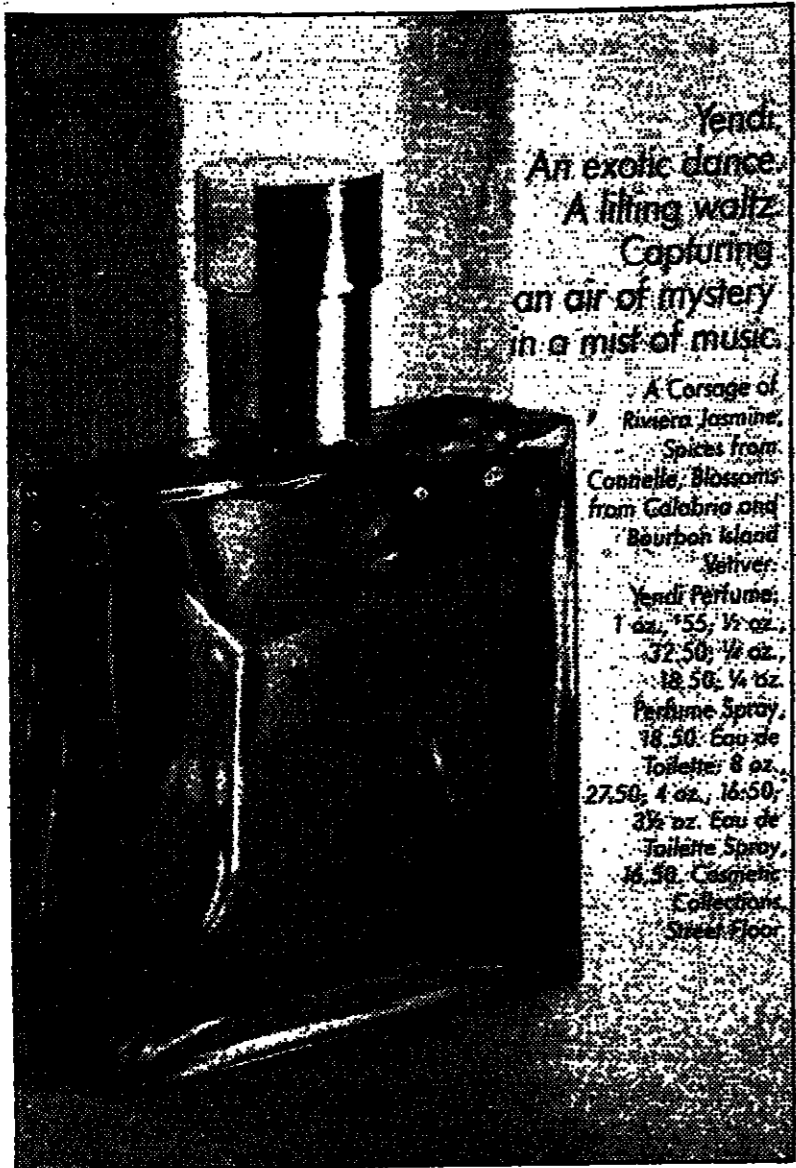 Yendi.
An exotic dance.
A lilting waltz
Capturing
an air of mystery
in a mist of music.
A Corsage of
Riviera Jasmine,
Spices from
Cannelle, Blossoms
from Calabria and
Bourbon Island
Vetiver.
Yendi Perfume:
1 oz., $55; ½ oz.,
32.50; oz.,
18.50; ¼ oz.
Perfume Spray,
18.50. Eau de
Toilette; 8 oz.,
27.50; 4 oz., 16.50;
3½ oz. Eau de
Toilette Spray,
16.50. Cosmetic
Collections.
Street Floor